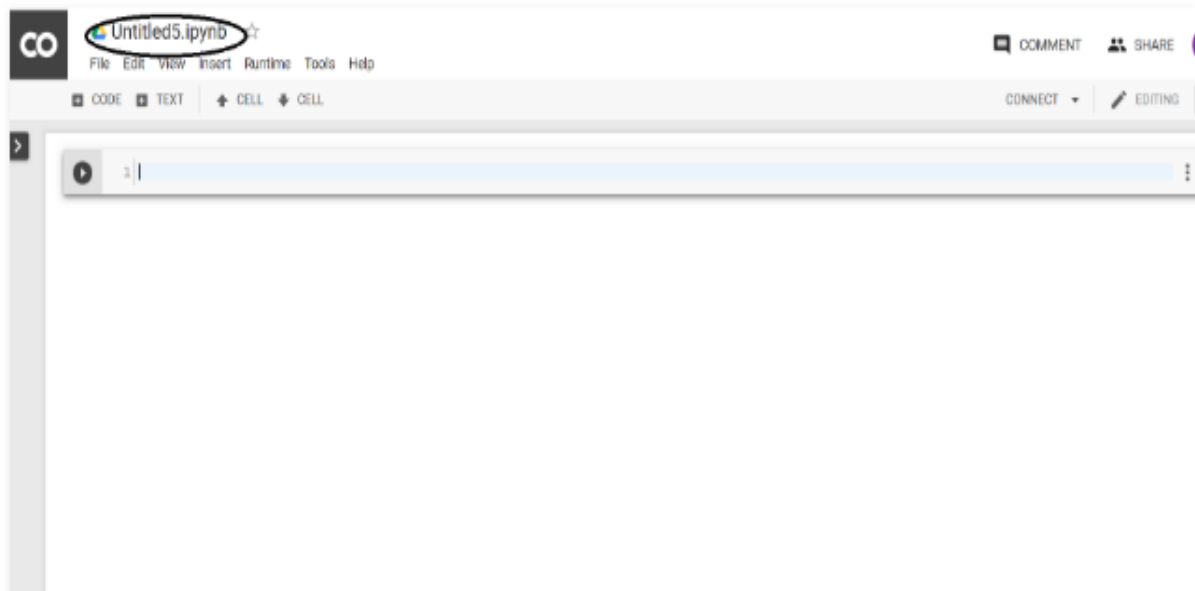 CO
Untitled5.ipynb
COMMENT SHARE
File Edit View Insert Runtime Tools Help
CODE TEXT CELL CELL
CONNECT EDITING
1